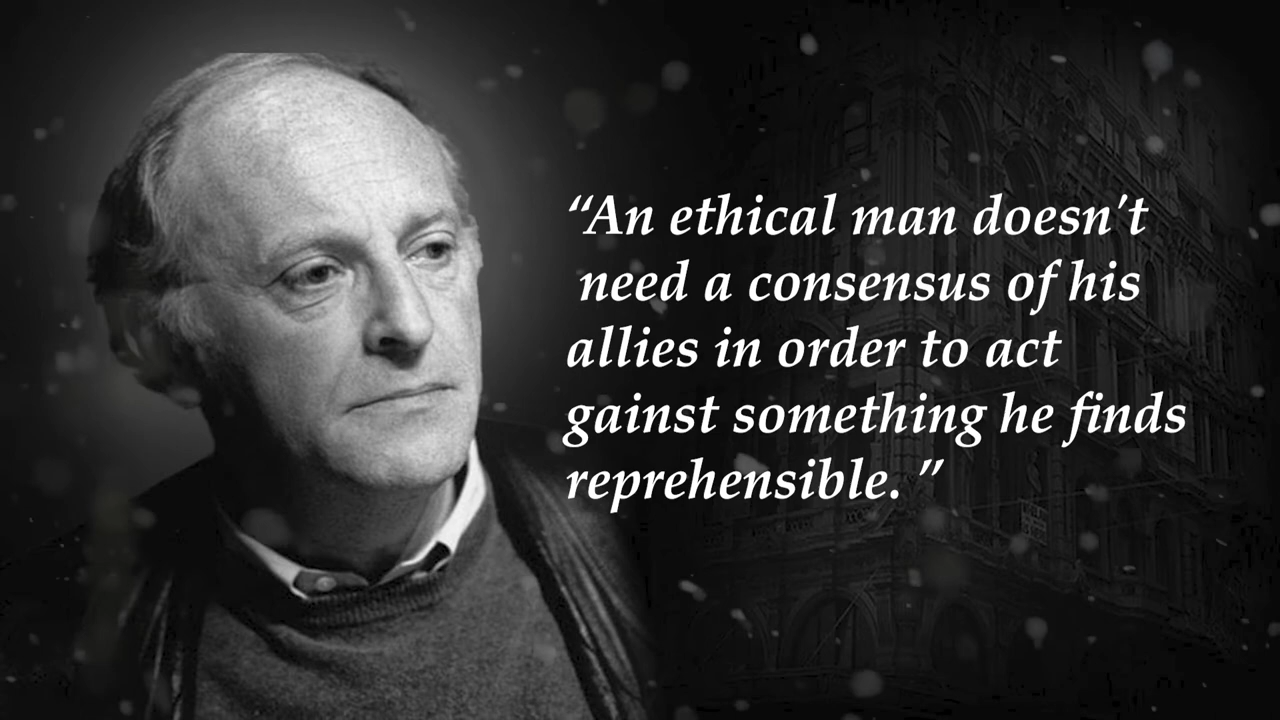 “An ethical man doesn't
need a consensus of his
allies in order to act
gainst something he finds
reprehensible. ”